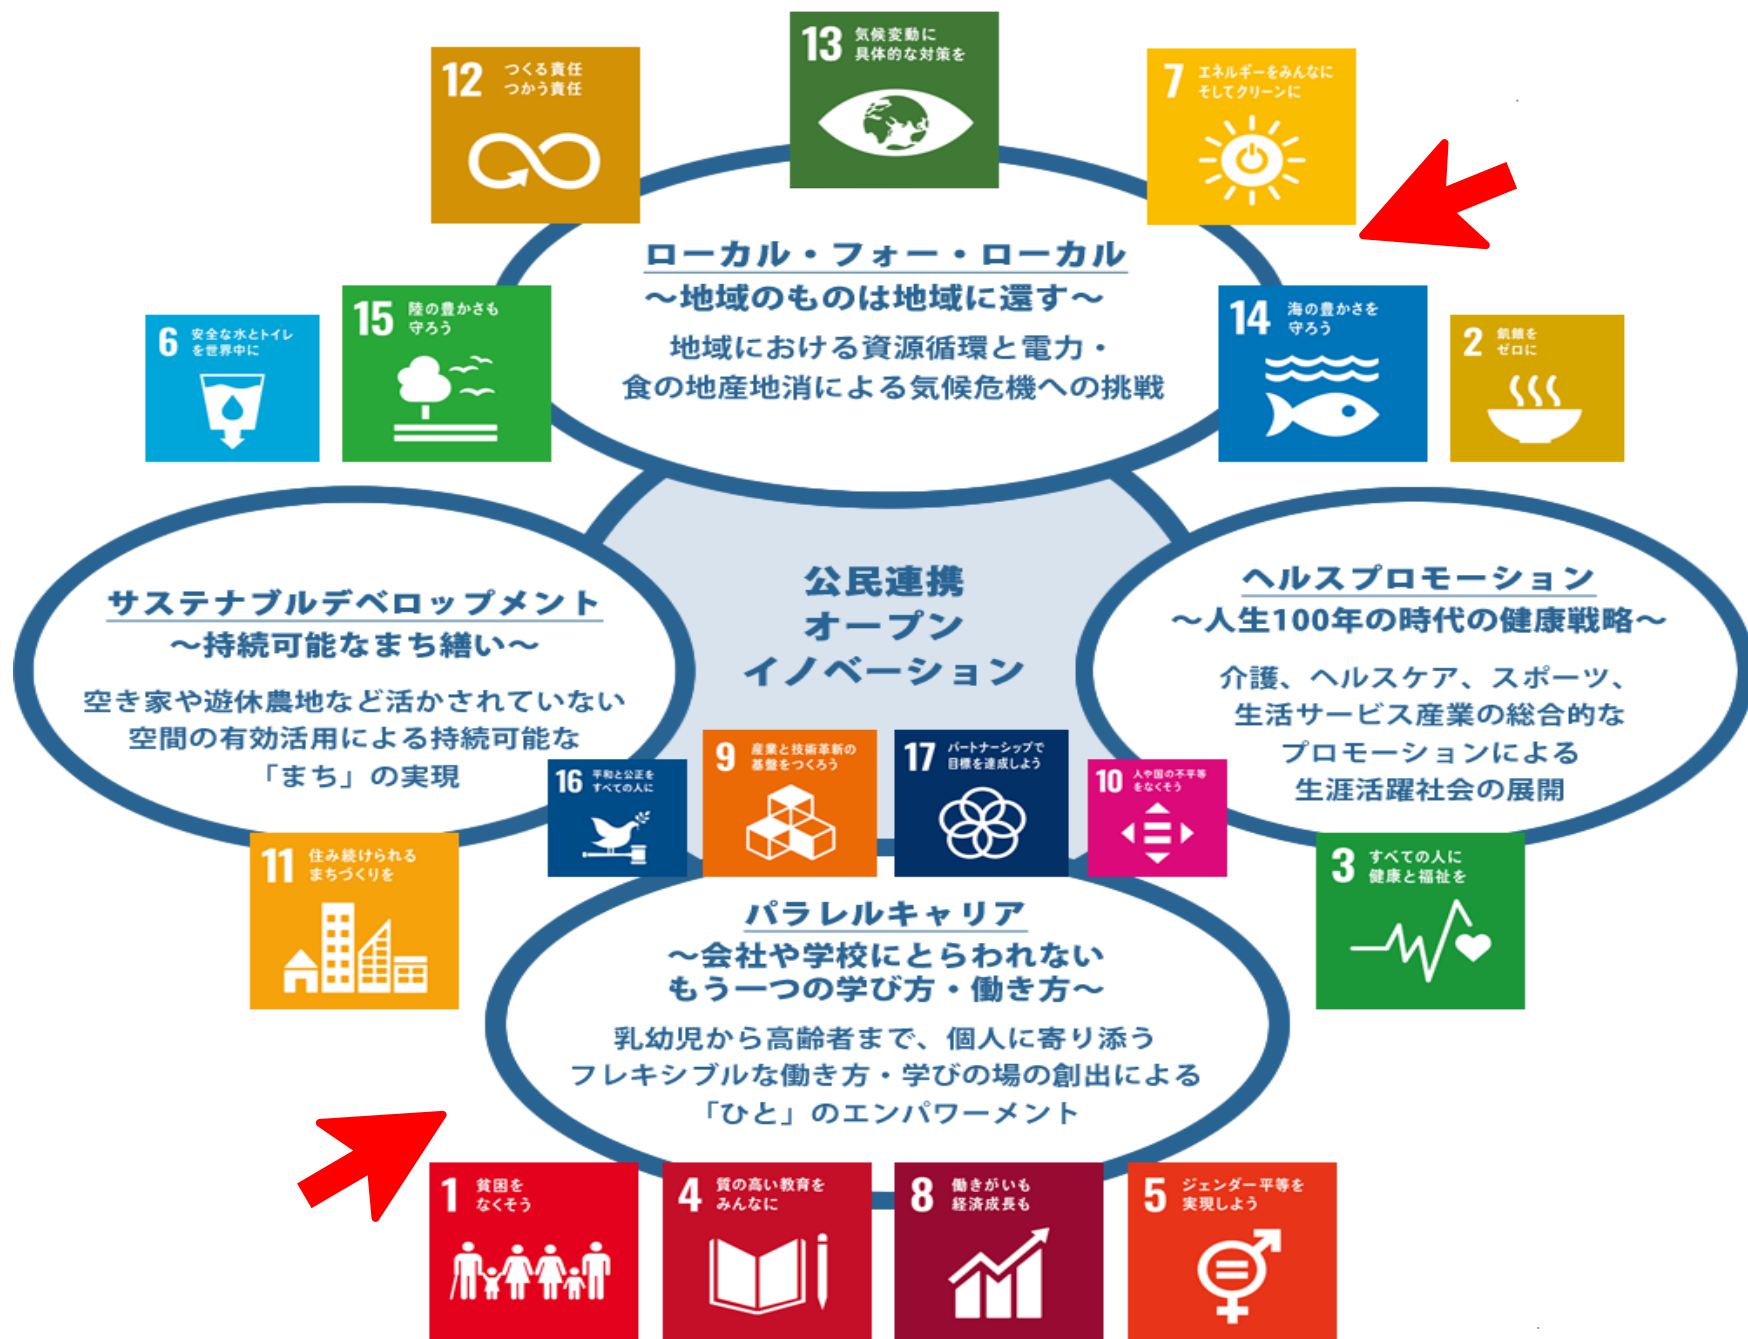 13 気候変動に
具体的な対策を
12 つくる責任
つかう責任
7 エネルギーをみんなに
そしてクリーンに
ローカル・フォー・ローカル
～地域のものは地域に還す～
地域における資源循環と電力・
食の地産地消による気候危機への挑戦
6 安全な水とトイレ
を世界中に
15 陸の豊かさも
守ろう
14 海の豊かさを
守ろう
2 飢餓を
ゼロに
公民連携
オープン
イノベーション
サステナブルデベロップメント
～持続可能なまち繕い～
空き家や遊休農地など活かされていない
空間の有効活用による持続可能な
「まち」の実現
ヘルスプロモーション
～人生100年の時代の健康戦略～
介護、ヘルスケア、スポーツ、
生活サービス産業の総合的な
プロモーションによる
生涯活躍社会の展開
16 平和と公正を
すべての人に
9 産業と技術革新の
基盤をつくろう
17 パートナーシップで
目標を達成しよう
10 人や国の不平等
をなくそう
11 住み続けられる
まちづくりを
3 すべての人に
健康と福祉を
パラレルキャリア
～会社や学校にとらわれない
もう一つの学び方・働き方～
乳幼児から高齢者まで、個人に寄り添う
フレキシブルな働き方・学びの場の創出による
「ひと」のエンパワーメント
1 貧困を
なくそう
4 質の高い教育を
みんなに
8 働きがいも
経済成長も
5 ジェンダー平等を
実現しよう